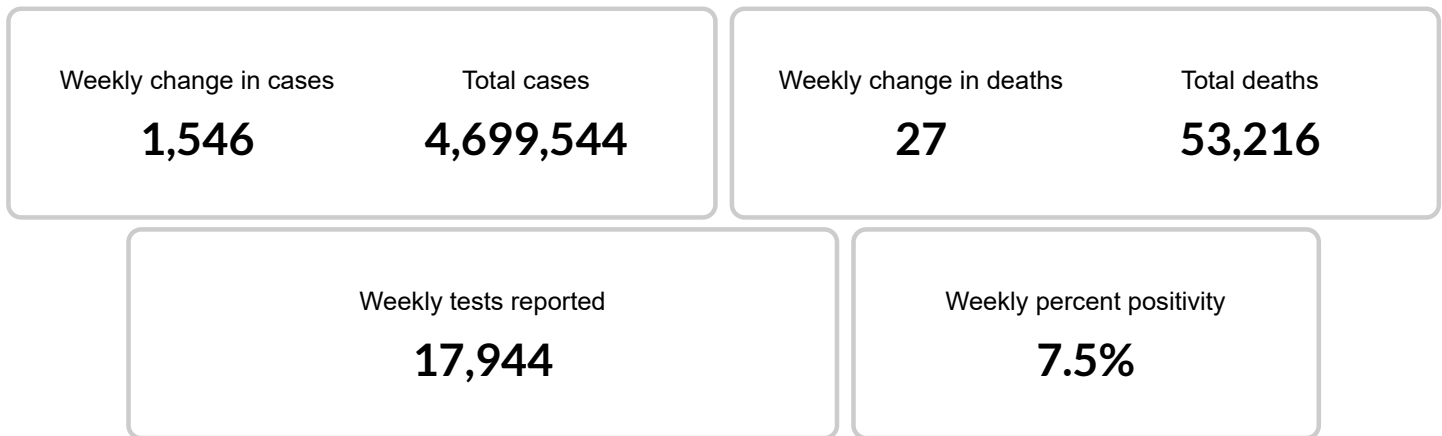 Weekly change in cases
Total cases
Weekly change in deaths
Total deaths
1,546
4,699,544
27
53,216
Weekly tests reported
Weekly percent positivity
17,944
7.5%